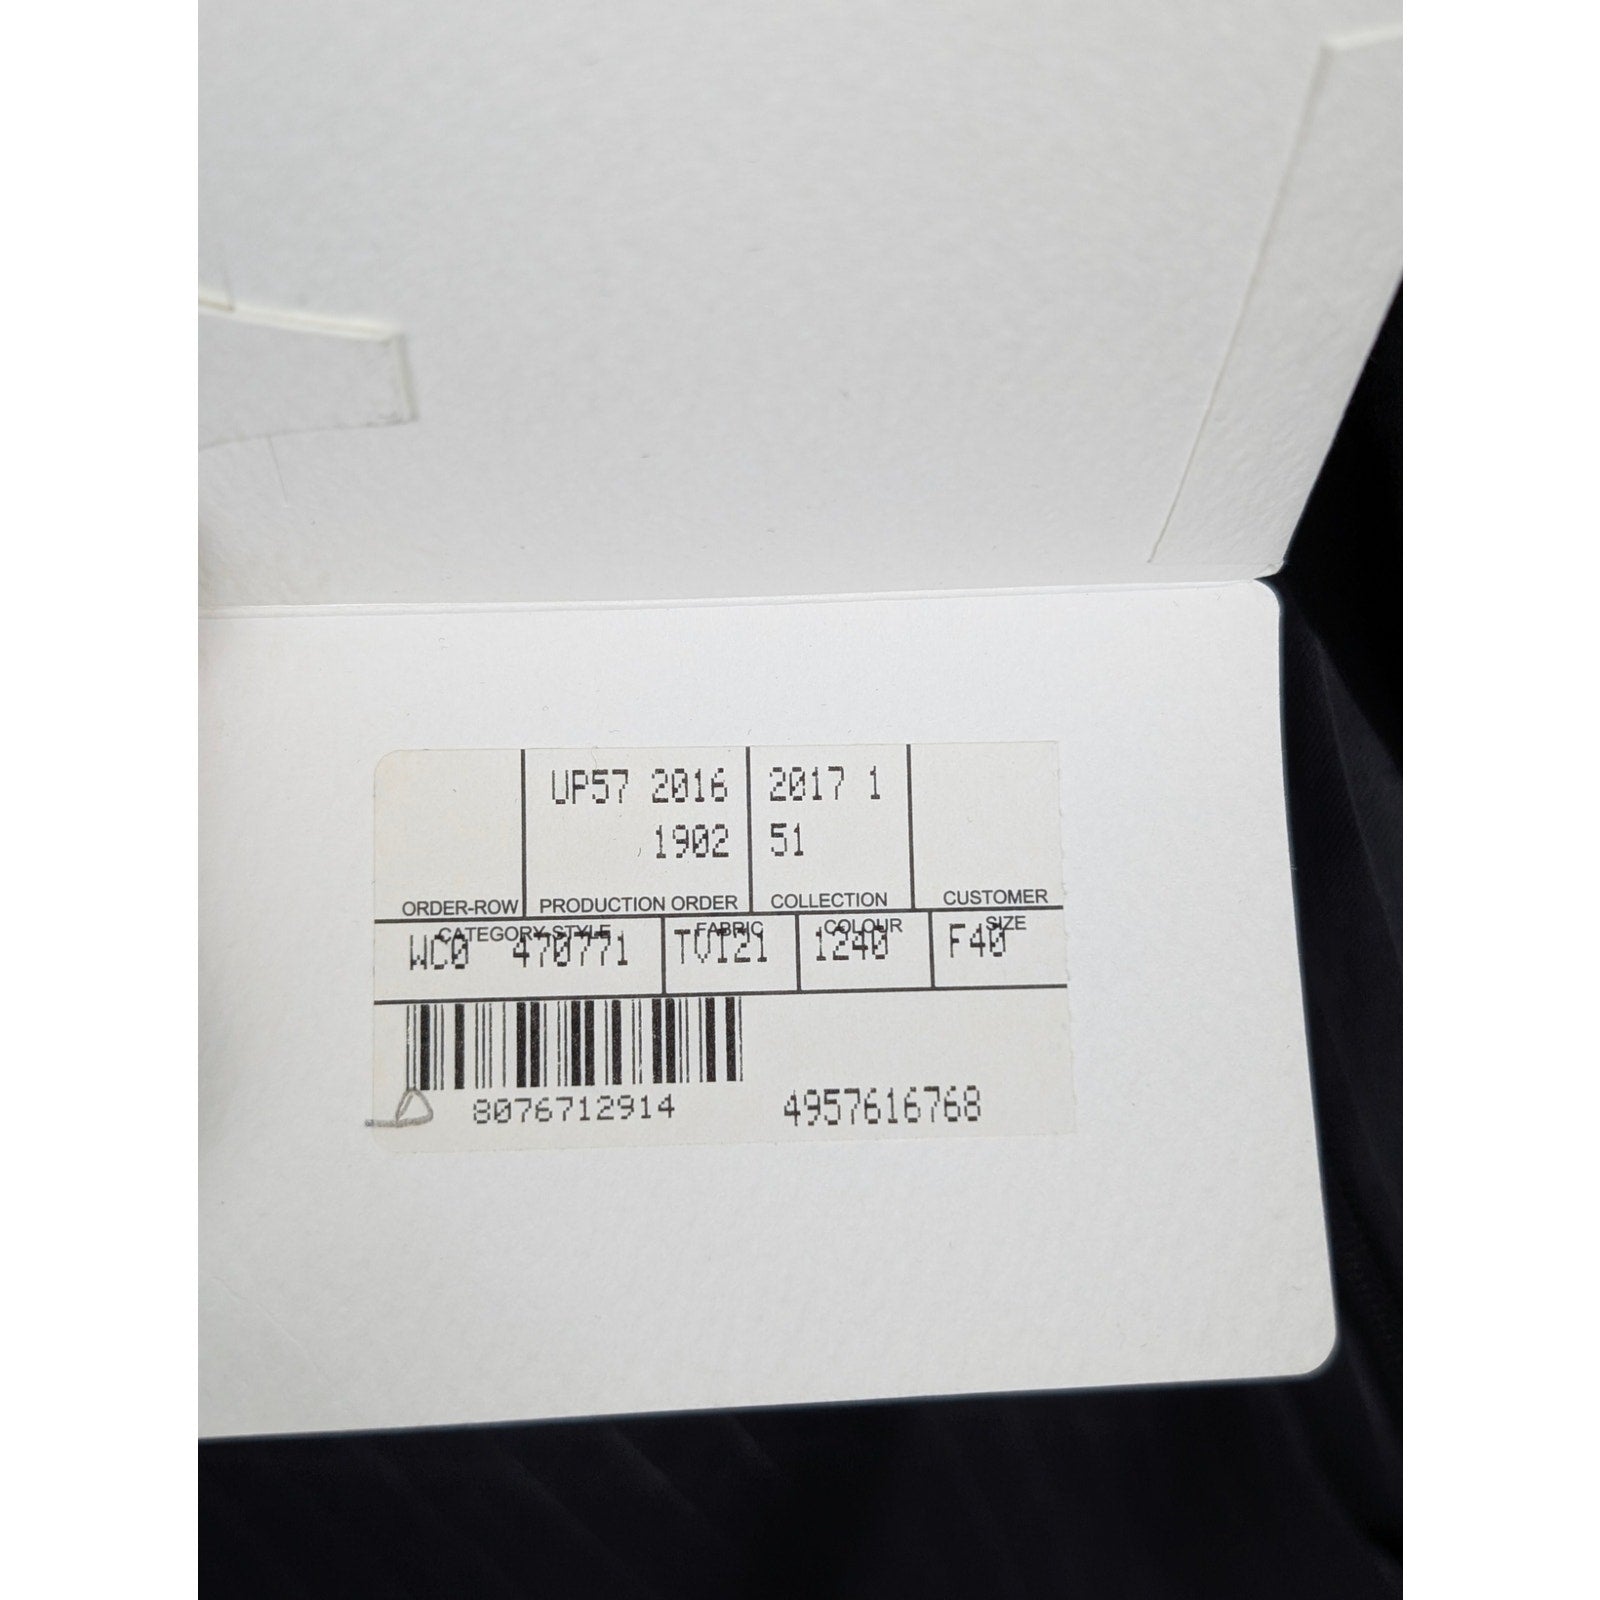 UP57 2016 2017 1
1902 51
ORDER-ROW PRODUCTION ORDER COLLECTION CUSTOMER
CATEGORY-STYLE FABRIC COLOUR SIZE
WC0 470771 TVI21 1240 F40
8076712914 4957616768